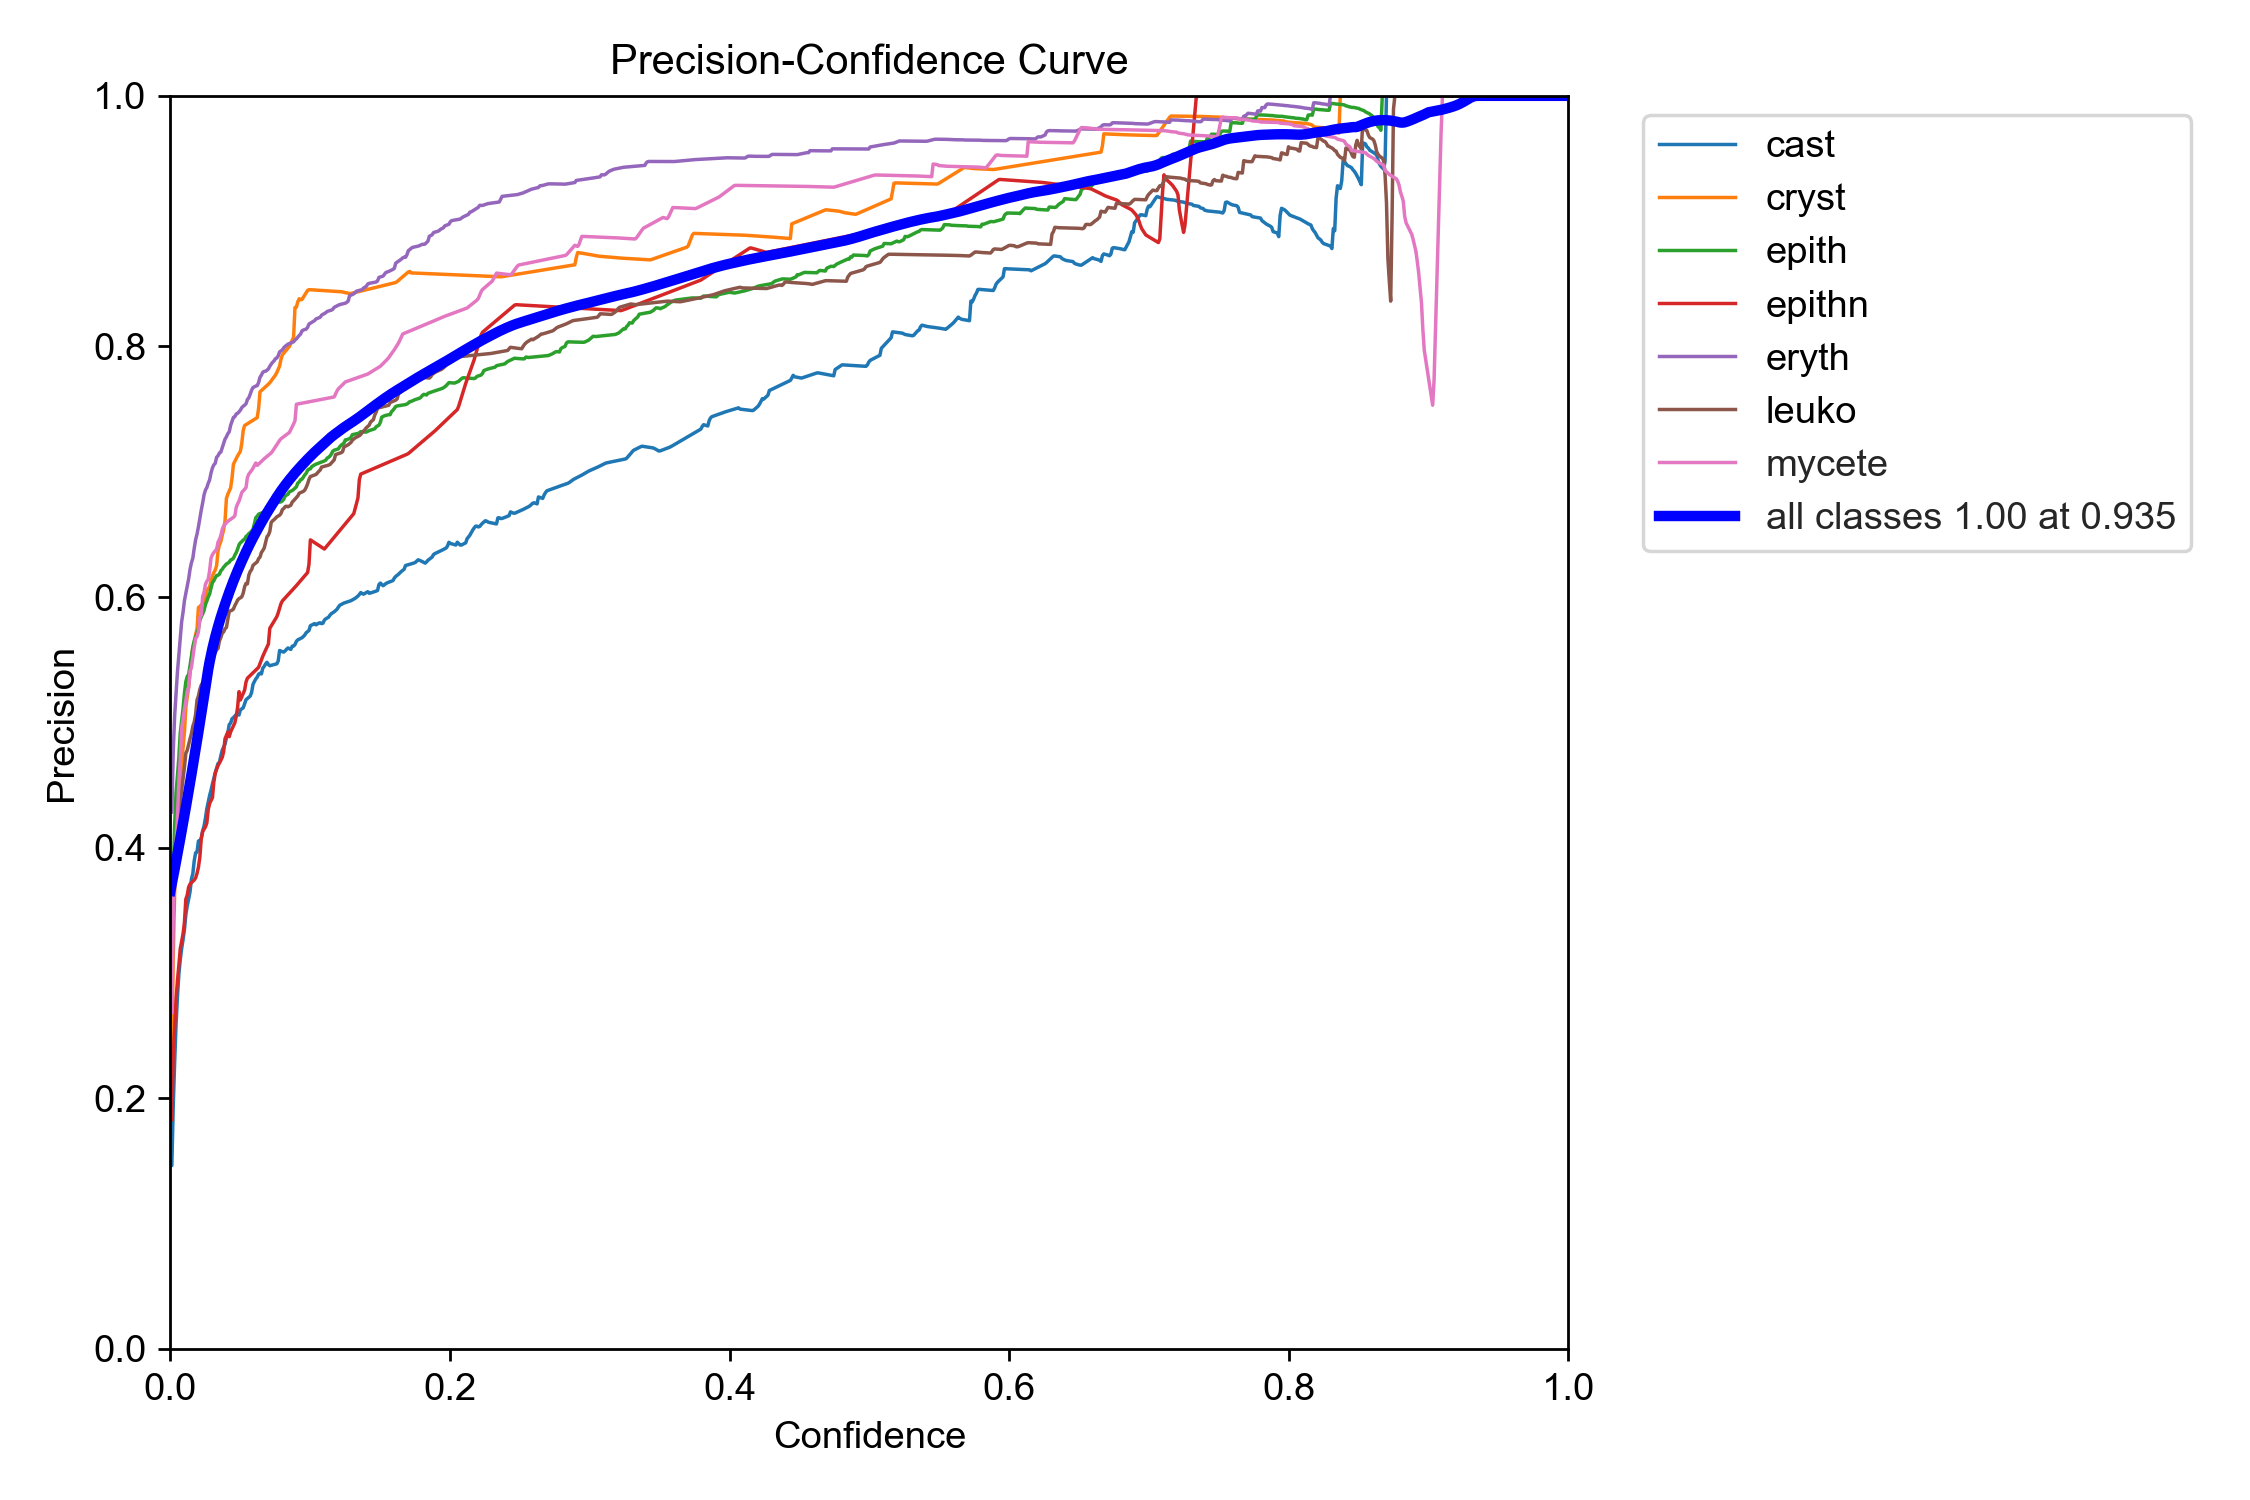 Precision-Confidence Curve
1.0
0.8
0.6
0.4
0.2
0.0
Precision
0.0 0.2 0.4 0.6 0.8 1.0
Confidence
cast
cryst
epith
epithn
eryth
leuko
mycete
all classes 1.00 at 0.935